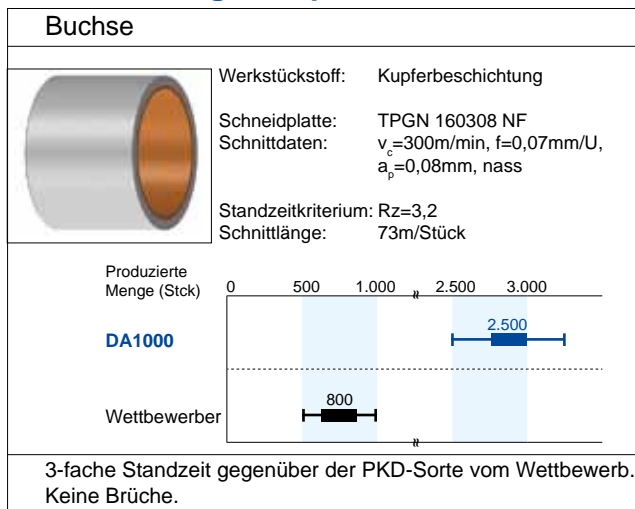 Buchse
Werkstückstoff: Kupferbeschichtung
Schneidplatte: TPGN 160308 NF
Schnittdaten: vc=300m/min, f=0,07mm/U,
ap=0,08mm, nass
Standzeitkriterium: Rz=3,2
Schnittlänge: 73m/Stück
Produzierte
Menge (Stck)
0 500 1.000 2.500 3.000
DA1000
2.500
Wettbewerber
800
3-fache Standzeit gegenüber der PKD-Sorte vom Wettbewerb.
Keine Brüche.